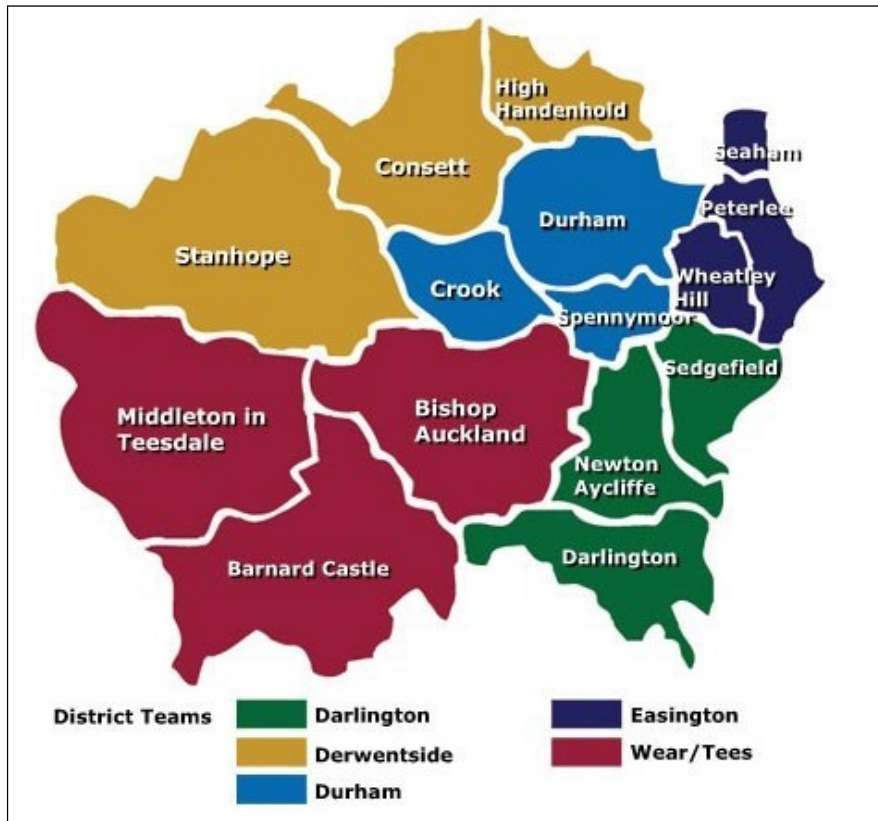 High
Handenhold
Seaham
Consett
Peterlee
Durham
Stanhope
Wheatley
Hill
Crook
Spennymoor
Sedgefield
Middleton in
Teesdale
Bishop
Auckland
Newton
Aycliffe
Darlington
Barnard Castle
District Teams
Darlington
Easington
Derwentside
Wear/Tees
Durham